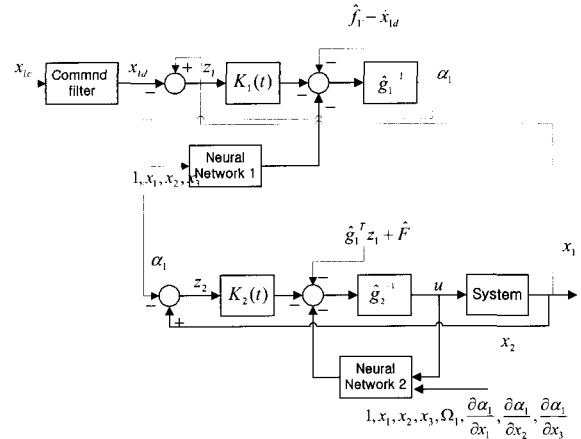 f̂₁ − ẋ₁d
x₁c
Commnd
filter
x₁d
−
+
z₁
K₁(t)
−
−
−
ĝ₁⁻¹
α₁
Neural
Network 1
1, x₁, x₂, x₃
ĝ₁ᵀz₁ + F̂
x₁
α₁
−
+
z₂
K₂(t)
−
−
−
ĝ₂⁻¹
u
System
x₂
Neural
Network 2
1, x₁, x₂, x₃, Ω₁, ∂α₁/∂x₁, ∂α₁/∂x₂, ∂α₁/∂x₃